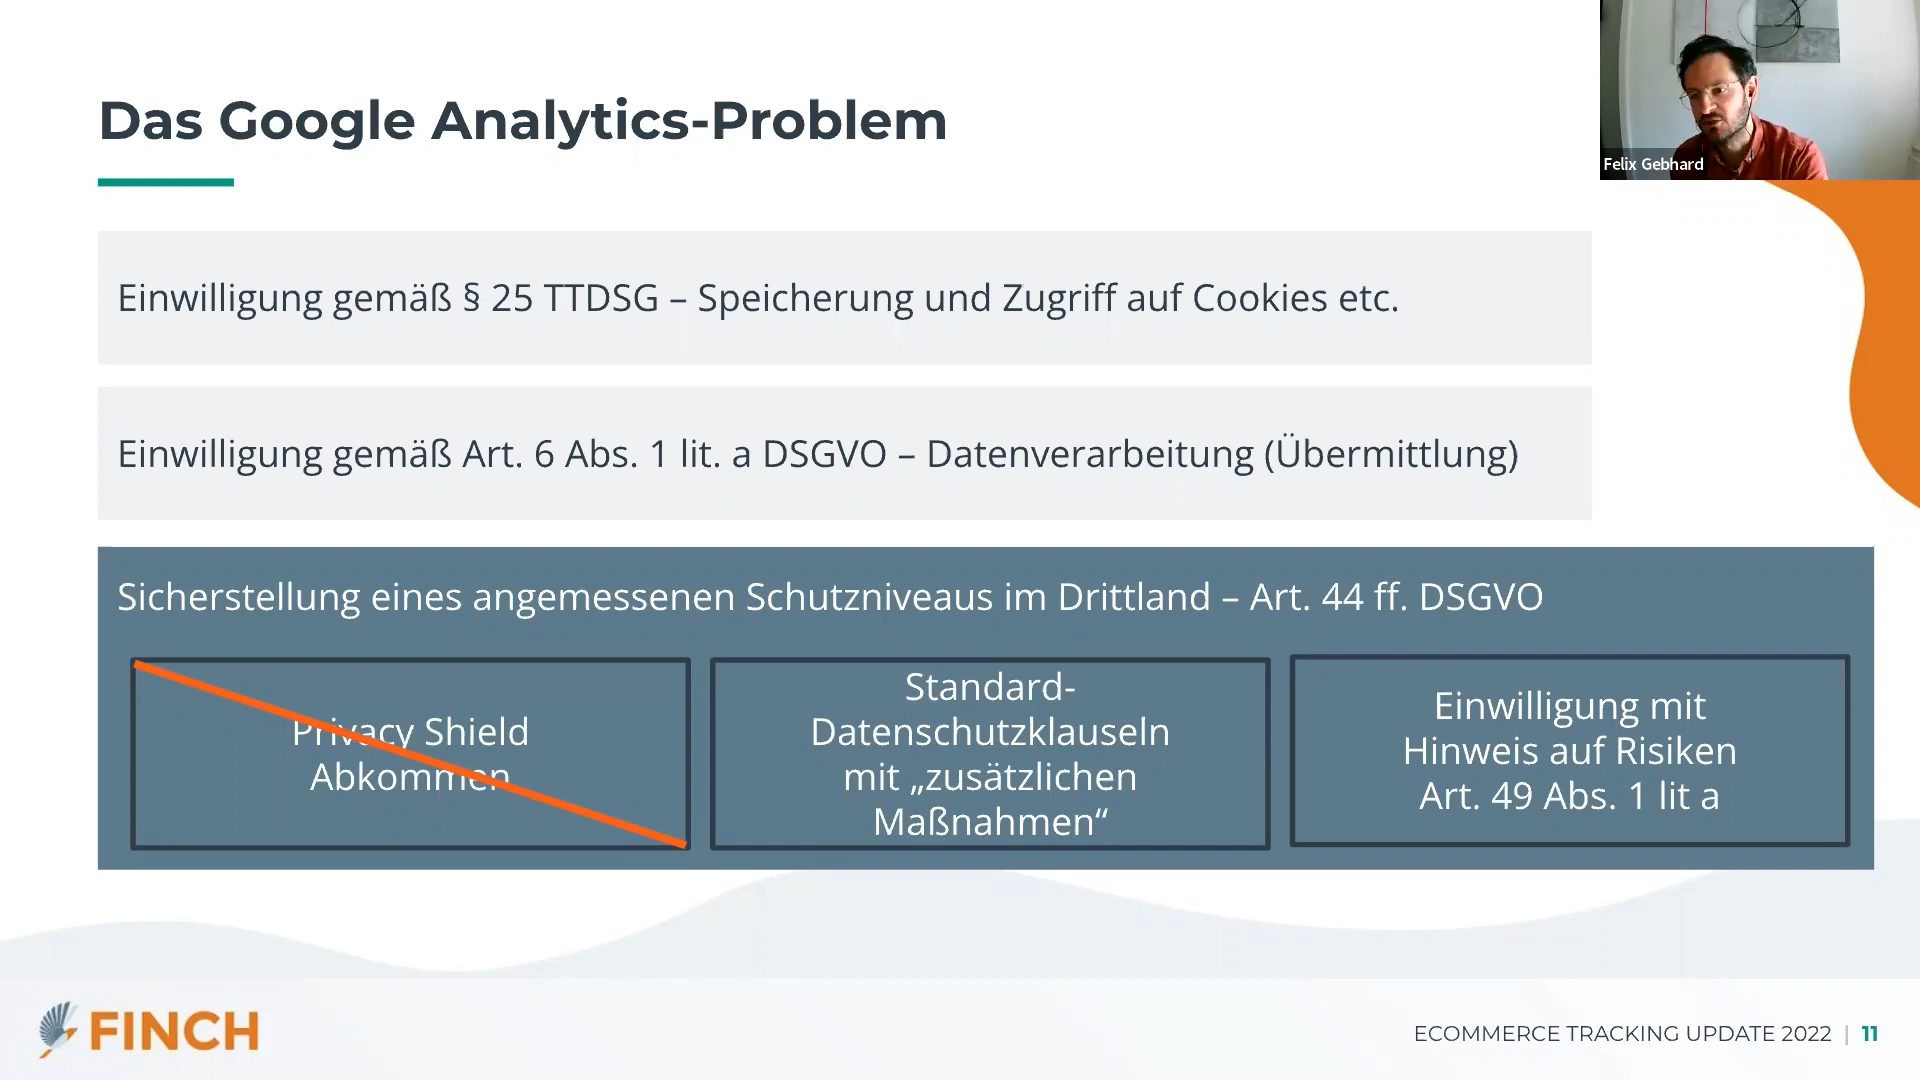 Das Google Analytics-Problem
Felix Gebhard
Einwilligung gemäß § 25 TTDSG – Speicherung und Zugriff auf Cookies etc.
Einwilligung gemäß Art. 6 Abs. 1 lit. a DSGVO – Datenverarbeitung (Übermittlung)
Sicherstellung eines angemessenen Schutzniveaus im Drittland – Art. 44 ff. DSGVO
Privacy Shield
Abkommen
Standard-
Datenschutzklauseln
mit „zusätzlichen
Maßnahmen“
Einwilligung mit
Hinweis auf Risiken
Art. 49 Abs. 1 lit a
FINCH
ECOMMERCE TRACKING UPDATE 2022 | 11